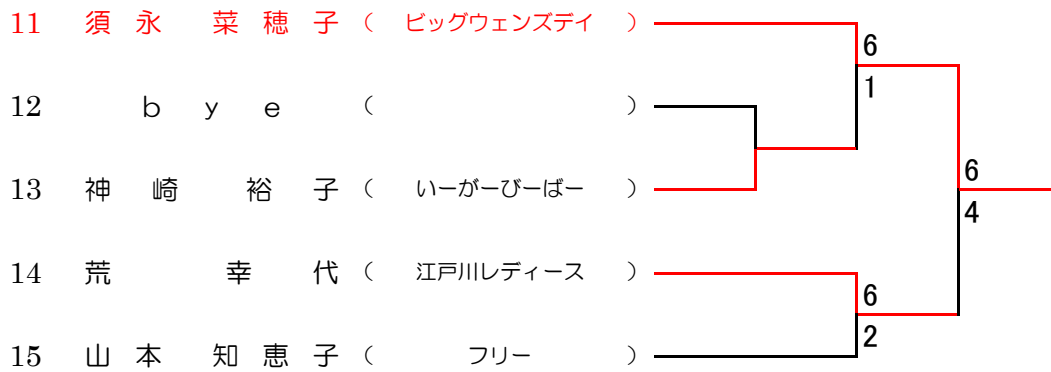 11 須永 菜穂子 ( ビッグウェンズデイ )
6
1
12 bye ( )
13 神崎 裕子 ( いーがーびーばー )
6
4
14 荒 幸代 ( 江戸川レディース )
6
2
15 山本 知恵子 ( フリー )